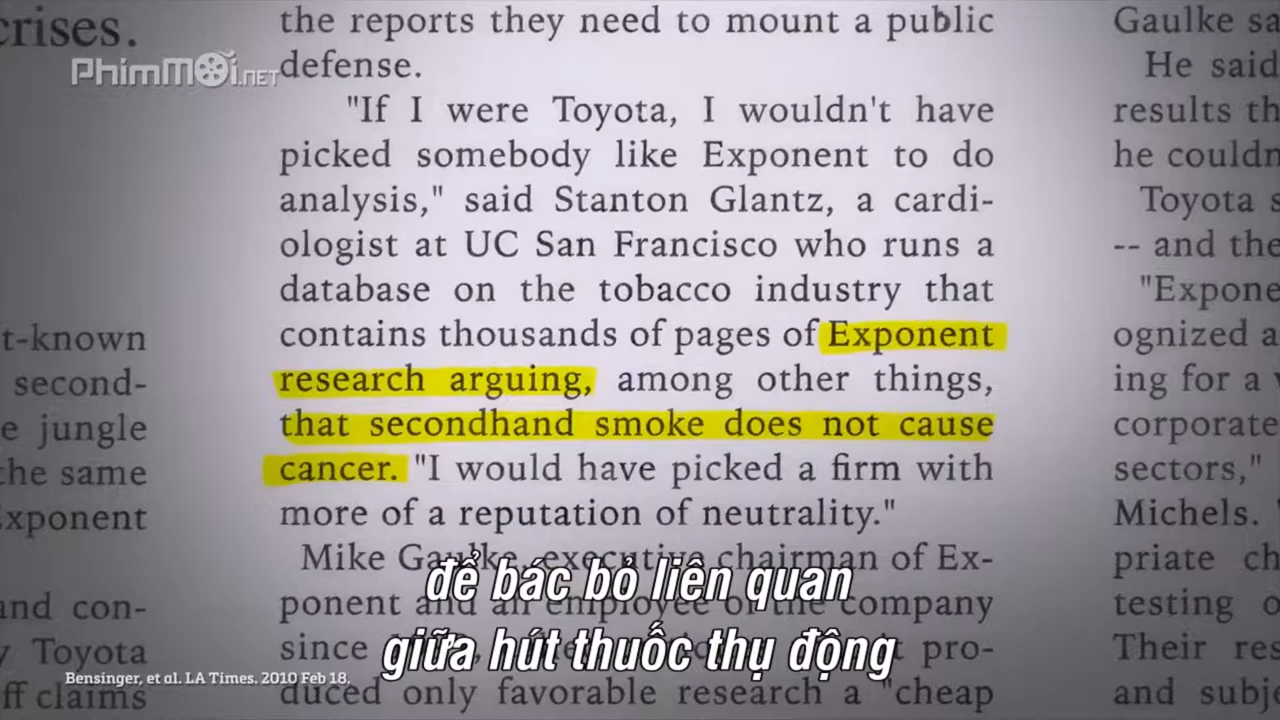 crises.
PhimMới.NET
t-known
second-
e jungle
the same
Exponent
and con-
Toyota
ff claims
the reports they need to mount a public
defense.
"If I were Toyota, I wouldn't have
picked somebody like Exponent to do
analysis," said Stanton Glantz, a cardi-
ologist at UC San Francisco who runs a
database on the tobacco industry that
contains thousands of pages of Exponent
research arguing, among other things,
that secondhand smoke does not cause
cancer. "I would have picked a firm with
more of a reputation of neutrality."
Mike Gaulke, executive chairman of Ex-
ponent and an employee of the company
since pro-
duced only favorable research a "cheap
Gaulke sa
He said
results th
he couldn
Toyota s
-- and the
"Expone
ognized a
ing for a
corporate
sectors,"
Michels.
priate ch
testing o
Their res
and subj
để bác bỏ liên quan
giữa hút thuốc thụ động
Bensinger, et al. LA Times. 2010 Feb 18.